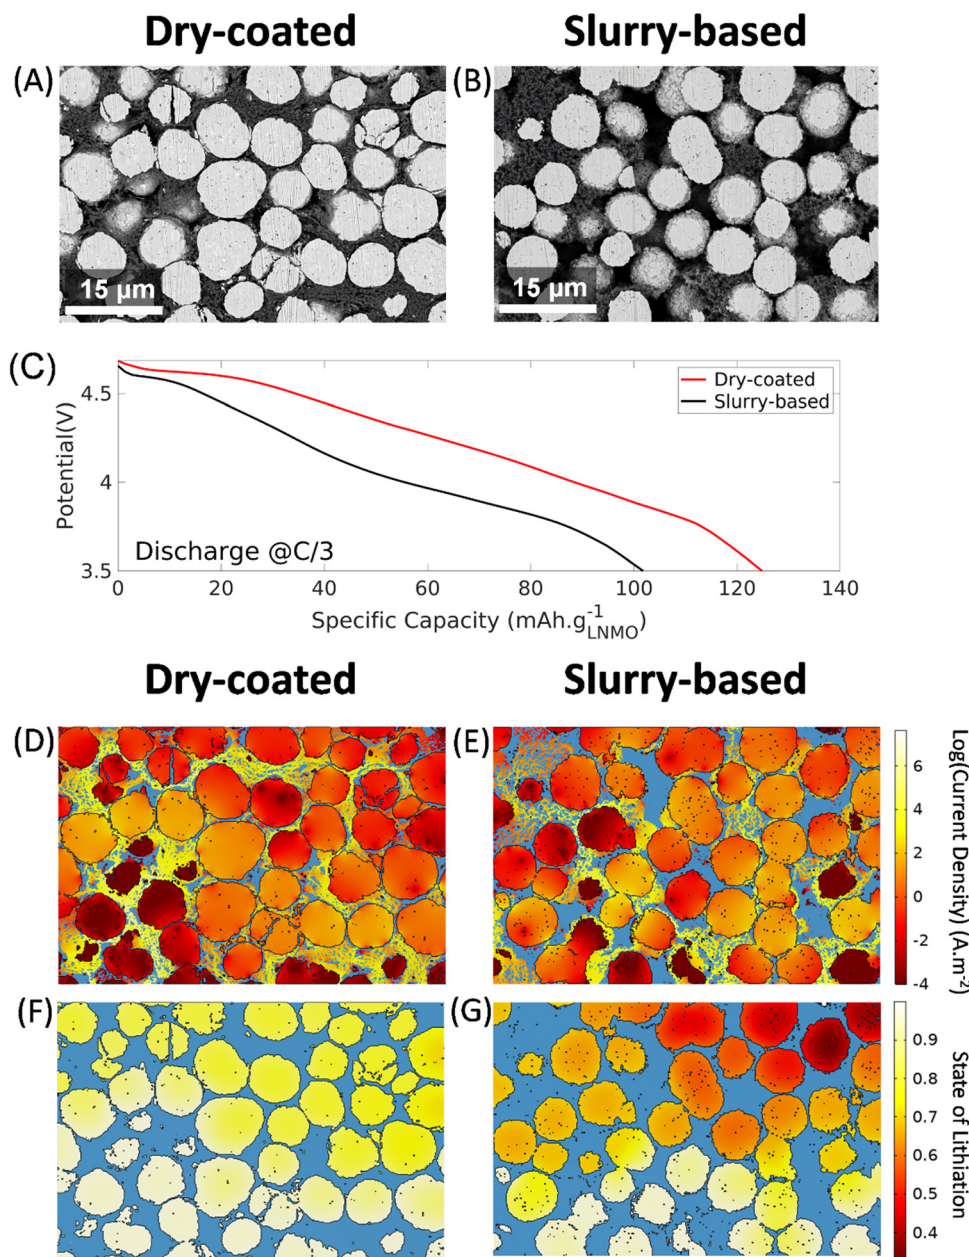 Dry-coated
Slurry-based
(A)
(B)
15 μm
15 μm
(C)
Potential(V)
4.5
4
3.5
Dry-coated
Slurry-based
Discharge @C/3
0 20 40 60 80 100 120 140
Specific Capacity (mAh.g⁻¹LNMO)
Dry-coated
Slurry-based
(D)
(E)
6
4
2
0
-2
-4
Log(Current Density) (A.m⁻²)
(F)
(G)
0.9
0.8
0.7
0.6
0.5
0.4
State of Lithiation